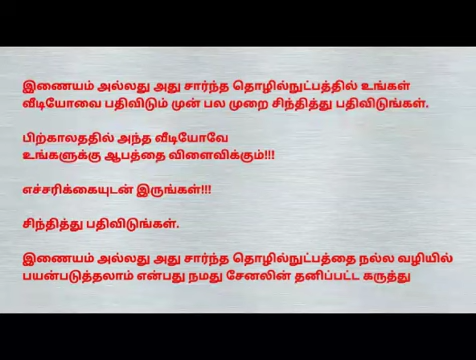 இணையம் அல்லது அது சார்ந்த தொழில்நுட்பத்தில் உங்கள்
வீடியோவை பதிவிடும் முன் பல முறை சிந்தித்து பதிவிடுங்கள்.
பிற்காலததில் அந்த வீடியோவே
உங்களுக்கு ஆபத்தை விளைவிக்கும்!!!
எச்சரிக்கையுடன் இருங்கள்!!!
சிந்தித்து பதிவிடுங்கள்.
இணையம் அல்லது அது சார்ந்த தொழில்நுட்பத்தை நல்ல வழியில்
பயன்படுத்தலாம் என்பது நமது சேனலின் தனிப்பட்ட கருத்து